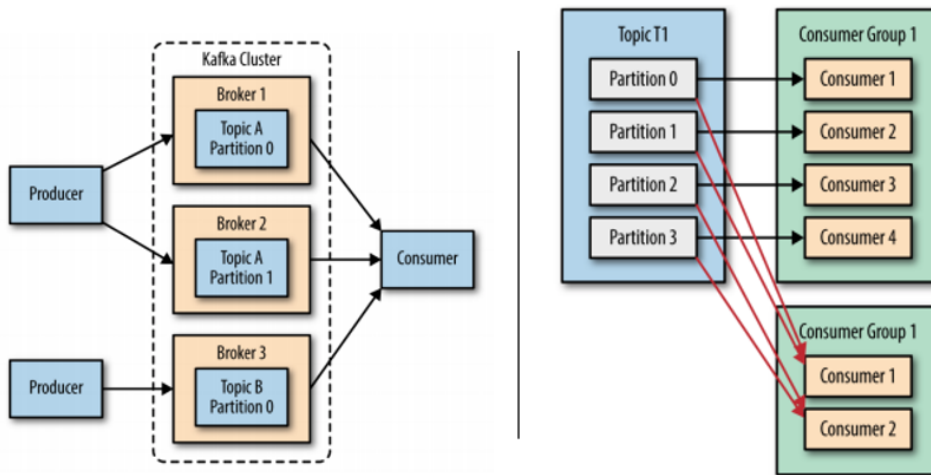 Kafka Cluster
Broker 1
Topic A
Partition 0
Producer
Broker 2
Topic A
Partition 1
Consumer
Broker 3
Producer
Topic B
Partition 0
Topic T1
Partition 0
Partition 1
Partition 2
Partition 3
Consumer Group 1
Consumer 1
Consumer 2
Consumer 3
Consumer 4
Consumer Group 1
Consumer 1
Consumer 2